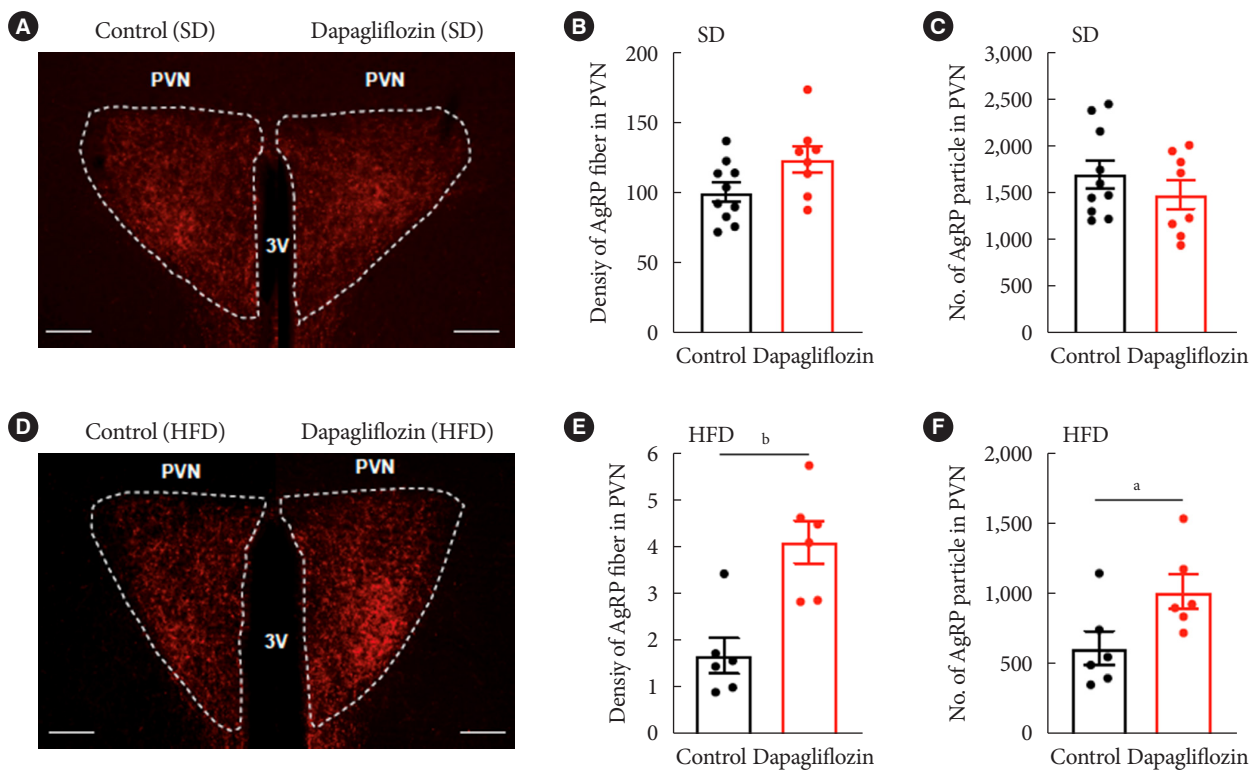 A
Control (SD)
Dapagliflozin (SD)
PVN
PVN
3V
B
SD
Densiy of AgRP fiber in PVN
200
150
100
50
0
Control Dapagliflozin
C
SD
No. of AgRP particle in PVN
3,000
2,500
2,000
1,500
1,000
500
0
Control Dapagliflozin
D
Control (HFD)
Dapagliflozin (HFD)
PVN
PVN
3V
E
HFD
b
Densiy of AgRP fiber in PVN
6
5
4
3
2
1
0
Control Dapagliflozin
F
HFD
a
No. of AgRP particle in PVN
2,000
1,500
1,000
500
0
Control Dapagliflozin